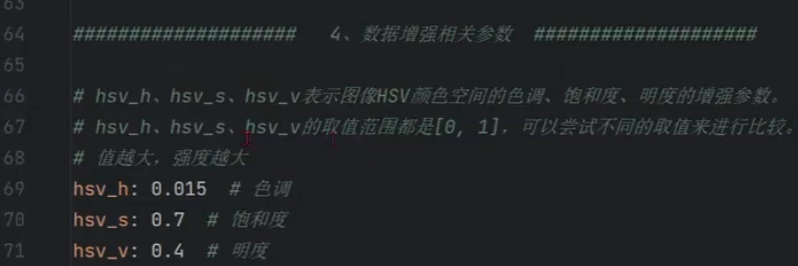 63
64 #################### 4、数据增强相关参数 ####################
65
66 # hsv_h、hsv_s、hsv_v表示图像HSV颜色空间的色调、饱和度、明度的增强参数。
67 # hsv_h、hsv_s、hsv_v的取值范围都是[0, 1]，可以尝试不同的取值来进行比较。
68 # 值越大，强度越大
69 hsv_h: 0.015 # 色调
70 hsv_s: 0.7 # 饱和度
71 hsv_v: 0.4 # 明度